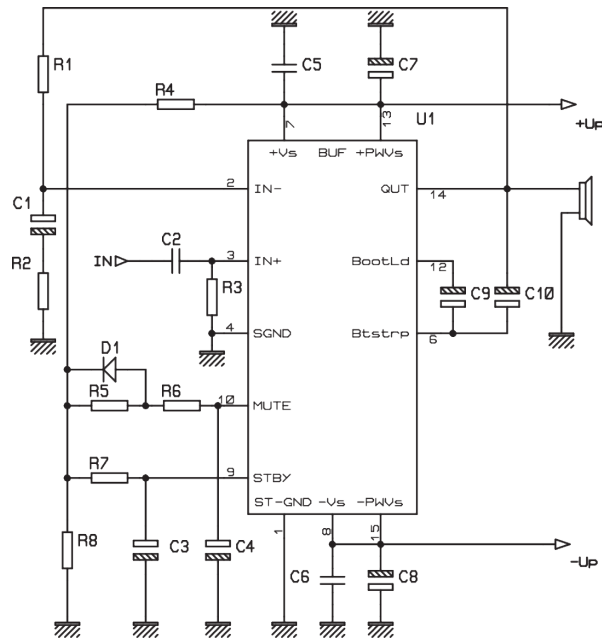 R1
R4
C5
C7
7
13
U1
+Up
+Vs
BUF
+PWVs
2
IN-
QUT
14
C1
R2
IN
C2
3
IN+
BootLd
12
R3
C9
C10
4
SGND
Btstrp
6
D1
R5
R6
10
MUTE
R7
9
STBY
ST-GND
-Vs
-PWVs
R8
C3
C4
1
8
15
C6
C8
-Up